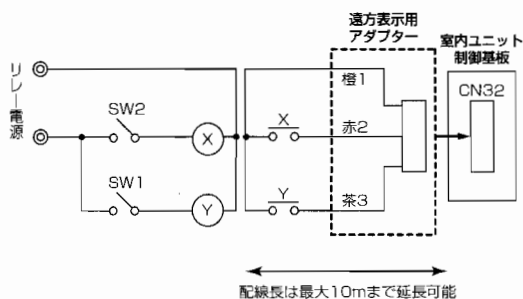 遠方表示用
アダプター
室内ユニット
制御基板
リレー電源
橙1
CN32
SW2
X
X
赤2
SW1
Y
Y
茶3
配線長は最大10mまで延長可能